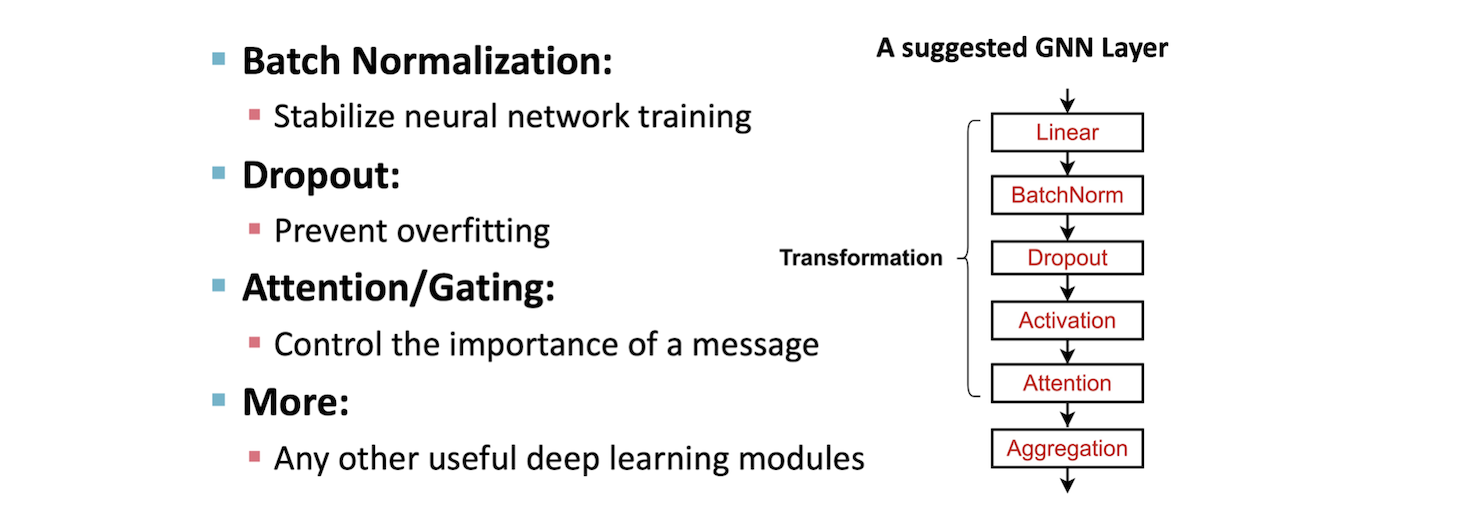 Batch Normalization:
Stabilize neural network training
Dropout:
Prevent overfitting
Attention/Gating:
Control the importance of a message
More:
Any other useful deep learning modules
A suggested GNN Layer
Linear
BatchNorm
Dropout
Activation
Attention
Aggregation
Transformation